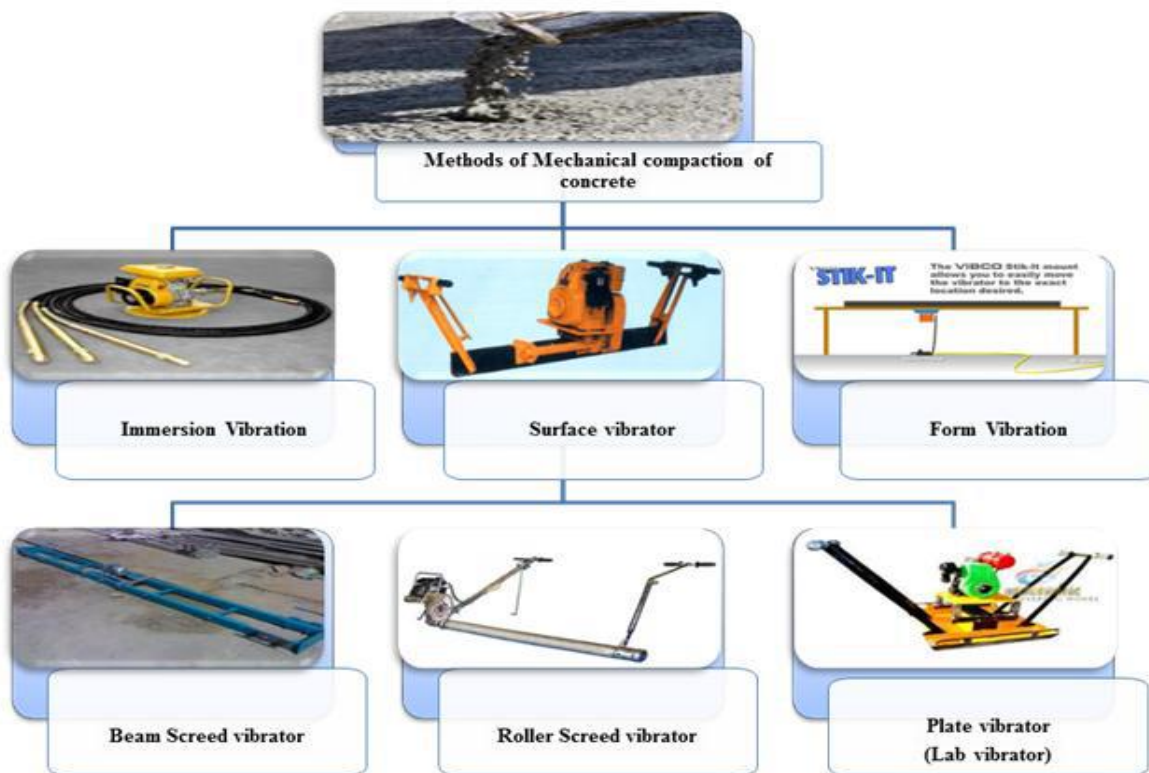 Methods of Mechanical compaction of
concrete
STIK-IT
The VIBCO Stik-It mount
allows you to easily move
the vibrator to the exact
location desired.
Immersion Vibration
Surface vibrator
Form Vibration
Beam Screed vibrator
Roller Screed vibrator
Plate vibrator
(Lab vibrator)